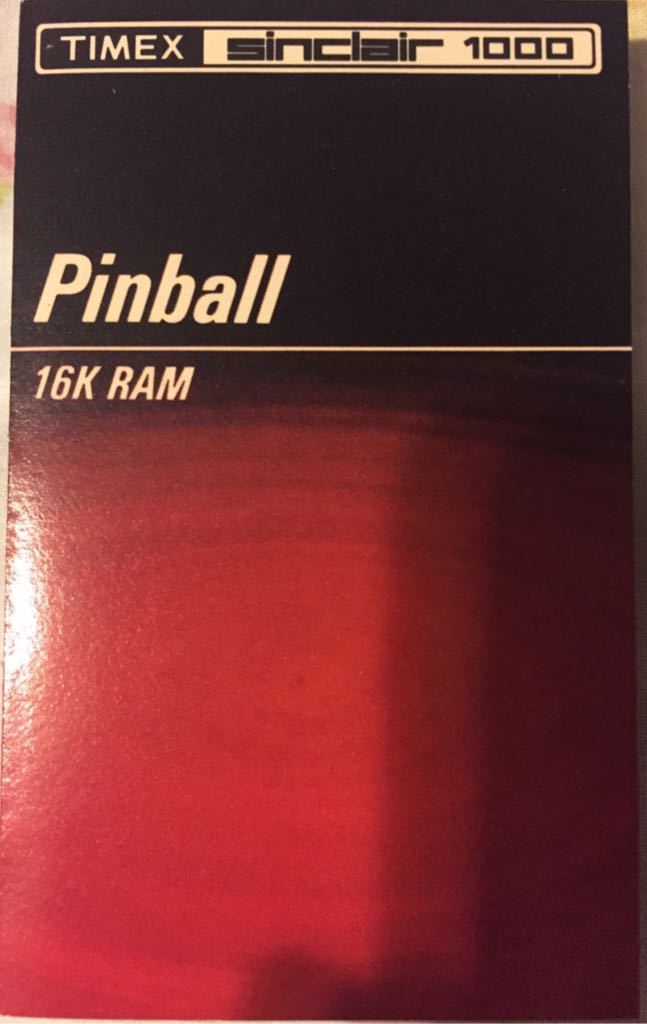 TIMEX sinclair 1000
Pinball
16K RAM